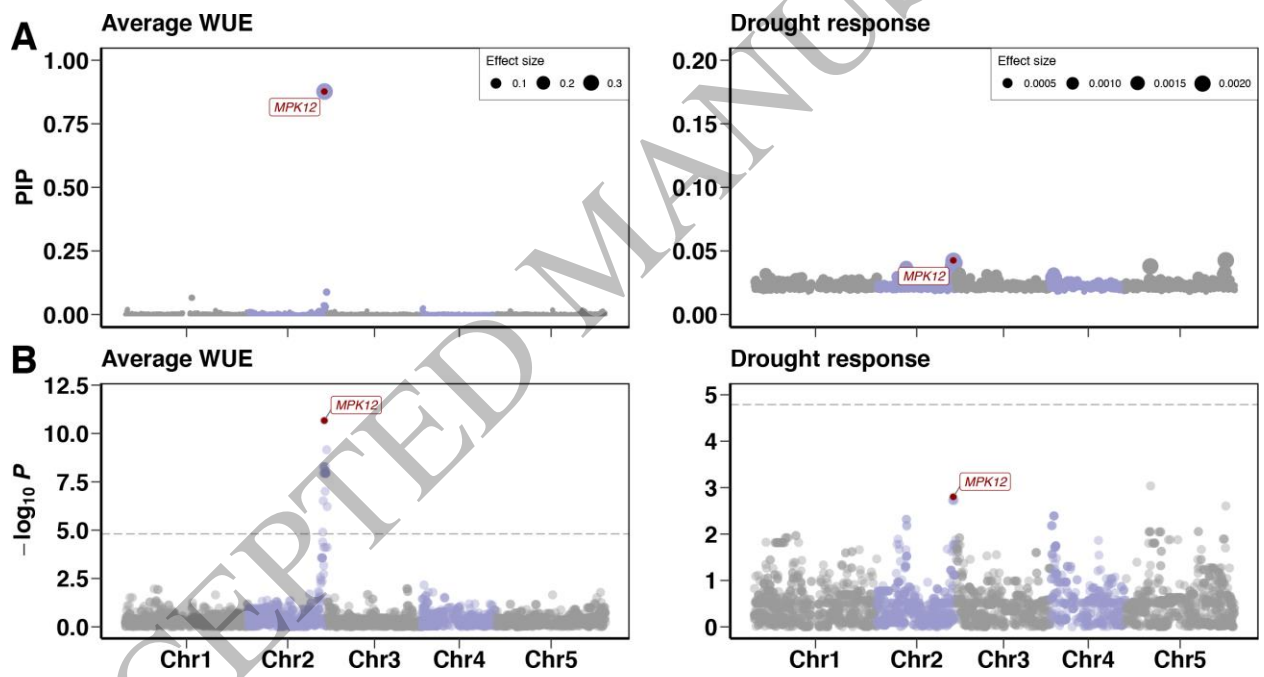 A
Average WUE
Drought response
1.00
0.75
0.50
0.25
0.00
PIP
Effect size
0.1 0.2 0.3
MPK12
0.20
0.15
0.10
0.05
0.00
Effect size
0.0005 0.0010 0.0015 0.0020
MPK12
B
Average WUE
Drought response
12.5
10.0
7.5
5.0
2.5
0.0
−log10 P
MPK12
5
4
3
2
1
0
MPK12
Chr1 Chr2 Chr3 Chr4 Chr5
Chr1 Chr2 Chr3 Chr4 Chr5
CEPTED MANU